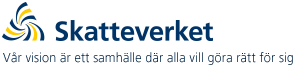 Skatteverket
Vår vision är ett samhälle där alla vill göra rätt för sig